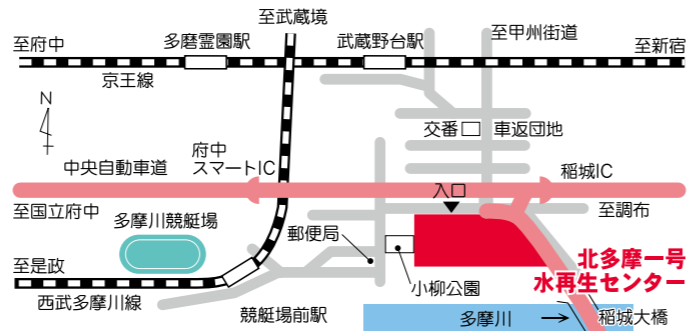 至武蔵境
至府中
多磨霊園駅
武蔵野台駅
至甲州街道
至新宿
京王線
N
交番
車返団地
中央自動車道
府中
スマートIC
稲城IC
入口
至国立府中
多摩川競艇場
至調布
郵便局
至是政
小柳公園
北多摩一号
水再生センター
西武多摩川線
競艇場前駅
多摩川
稲城大橋